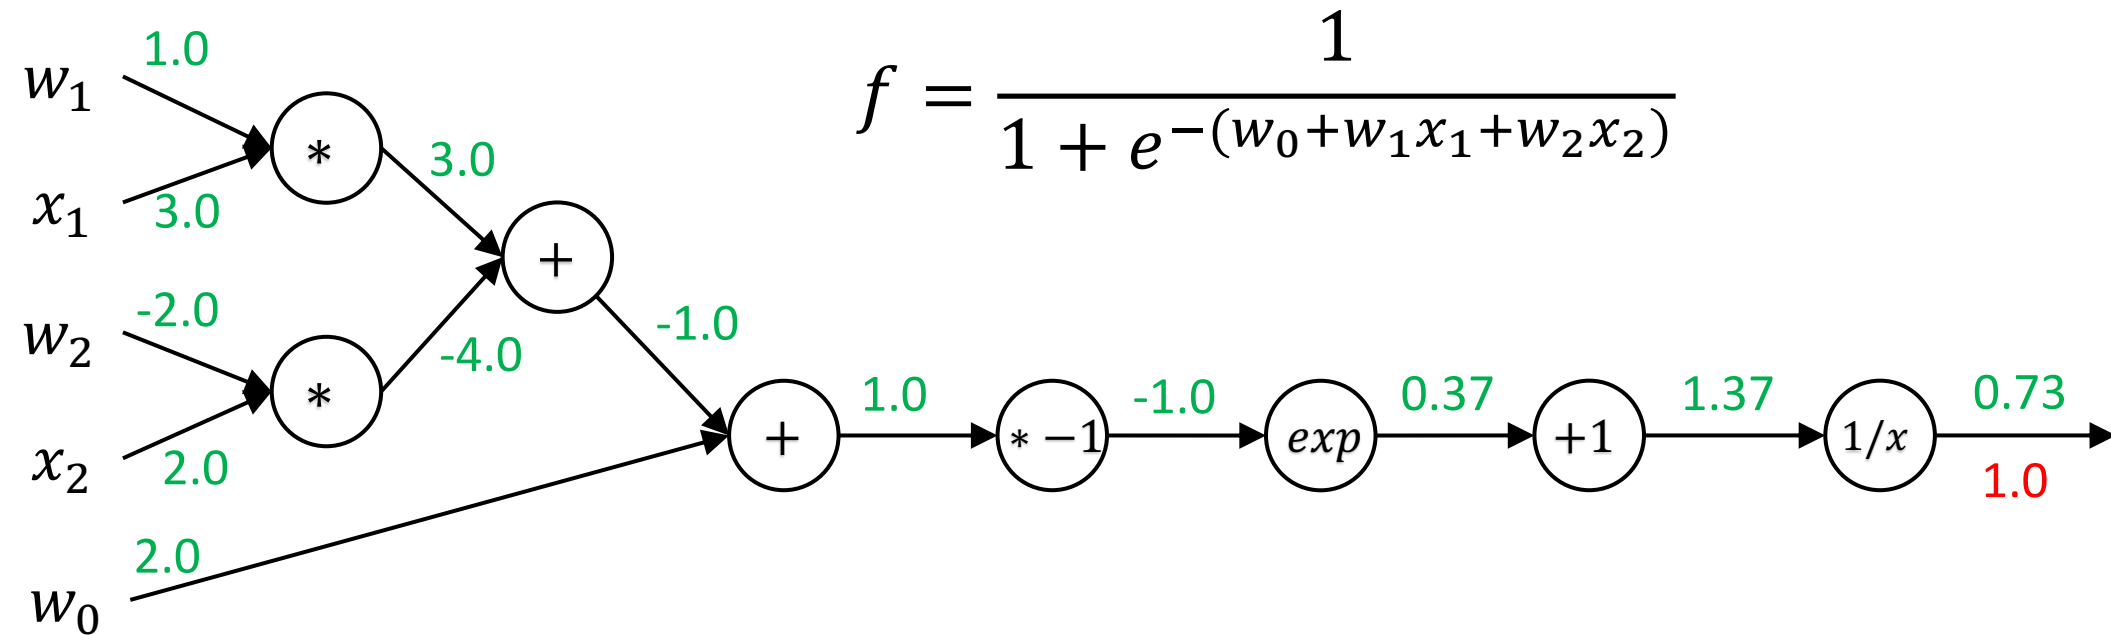 1.0
w₁
*
x₁
3.0
3.0
f = 1 / (1 + e^−(w₀+w₁x₁+w₂x₂))
+
-2.0
w₂
*
x₂
2.0
-4.0
-1.0
+
1.0
* −1
-1.0
exp
0.37
+1
1.37
1/x
0.73
1.0
2.0
w₀